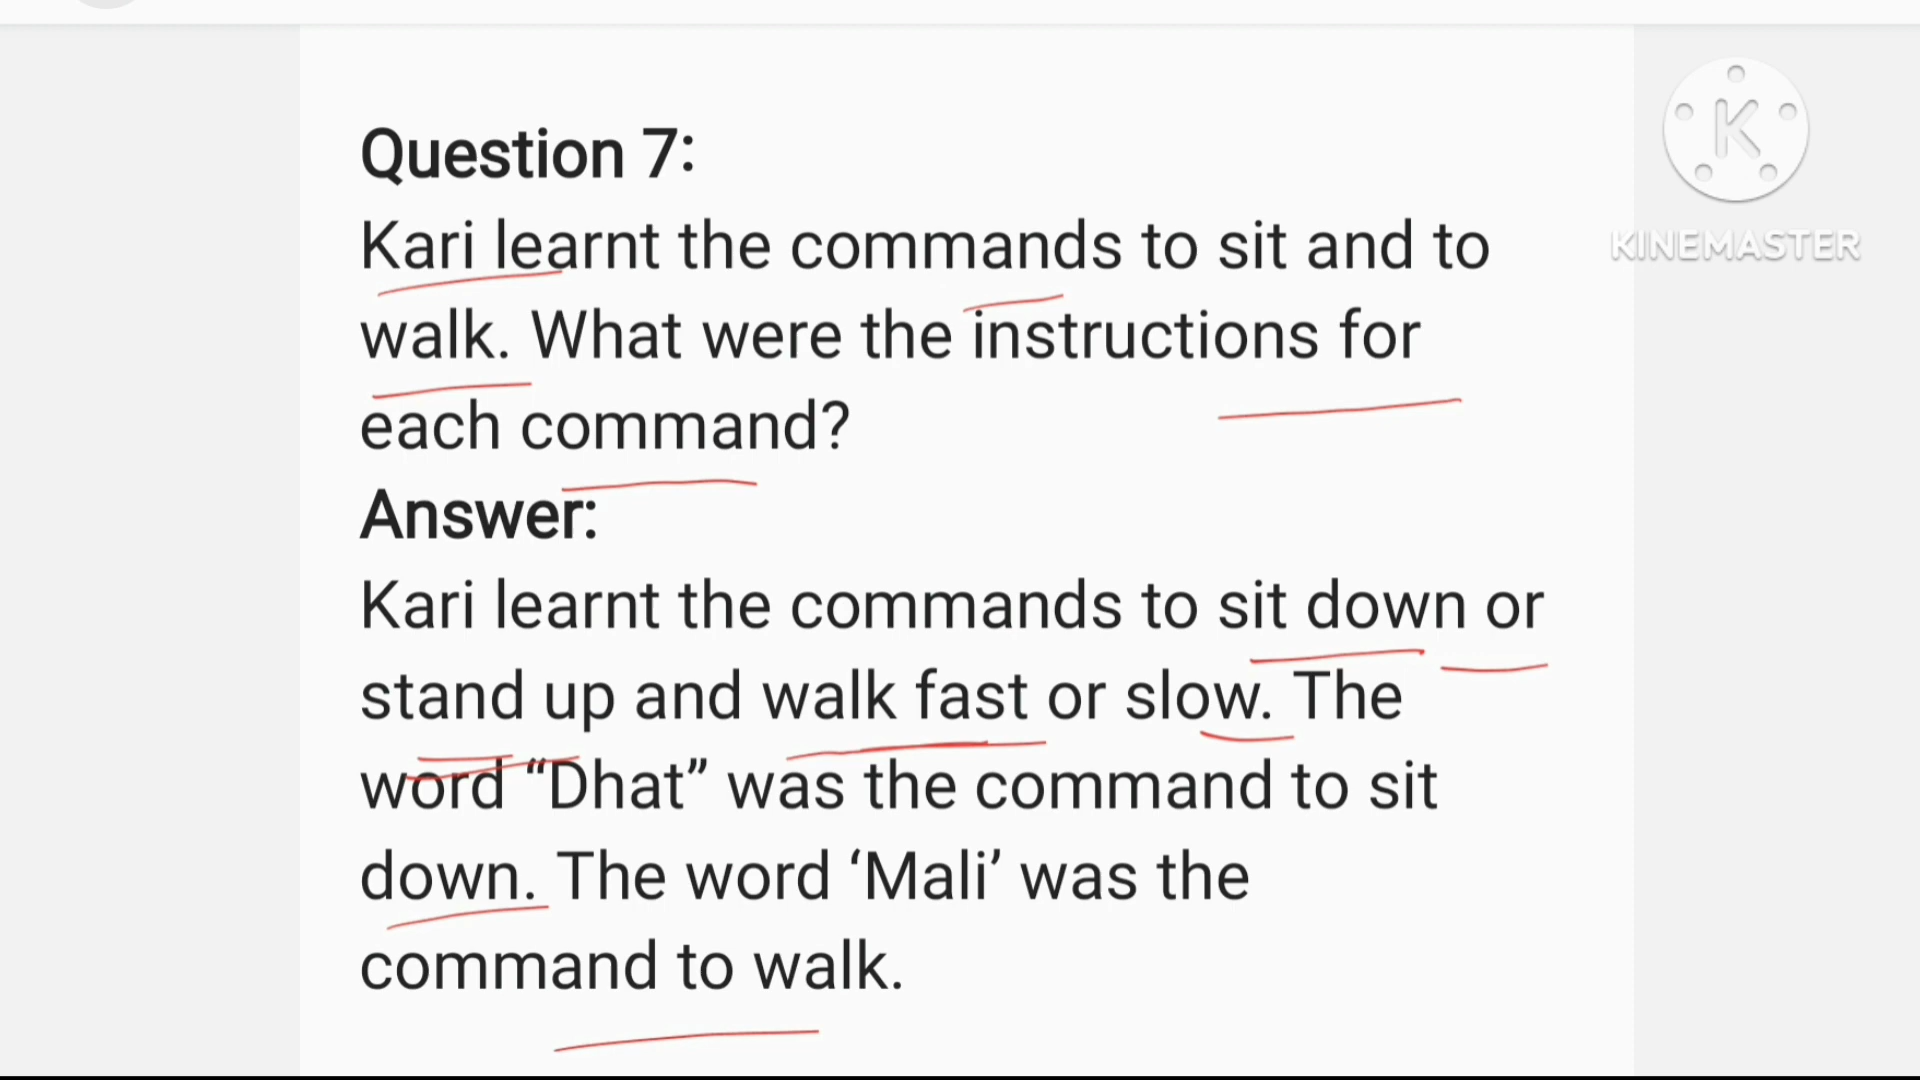 Question 7:
Kari learnt the commands to sit and to
walk. What were the instructions for
each command?
Answer:
Kari learnt the commands to sit down or
stand up and walk fast or slow. The
word “Dhat” was the command to sit
down. The word ‘Mali’ was the
command to walk.
K
KINEMASTER